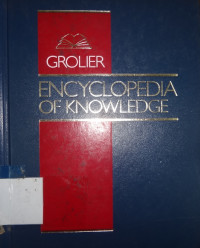 GROLIER
ENCYCLOPEDIA
OF KNOWLEDGE